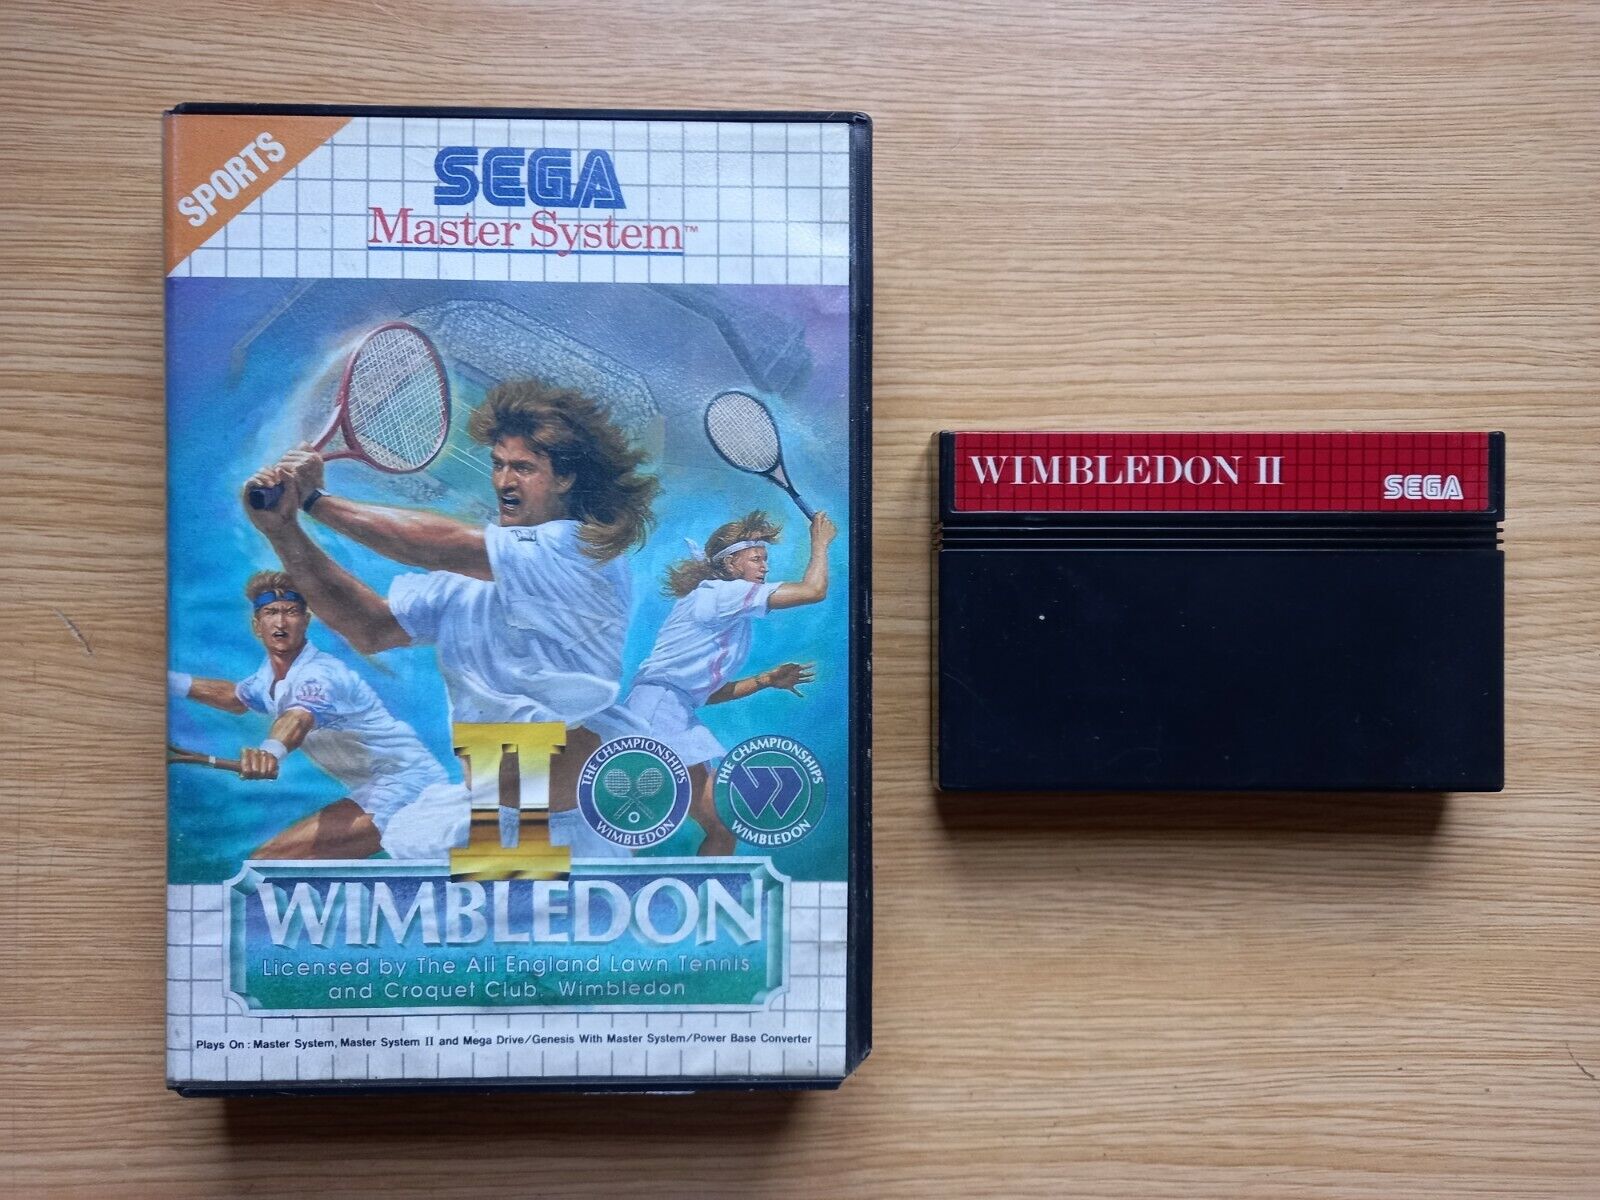 SPORTS
SEGA
Master System™
II
THE CHAMPIONSHIPS
WIMBLEDON
THE CHAMPIONSHIPS
WIMBLEDON
WIMBLEDON
Licensed by The All England Lawn Tennis
and Croquet Club. Wimbledon
Plays On : Master System, Master System II and Mega Drive/Genesis With Master System/Power Base Converter
WIMBLEDON II
SEGA